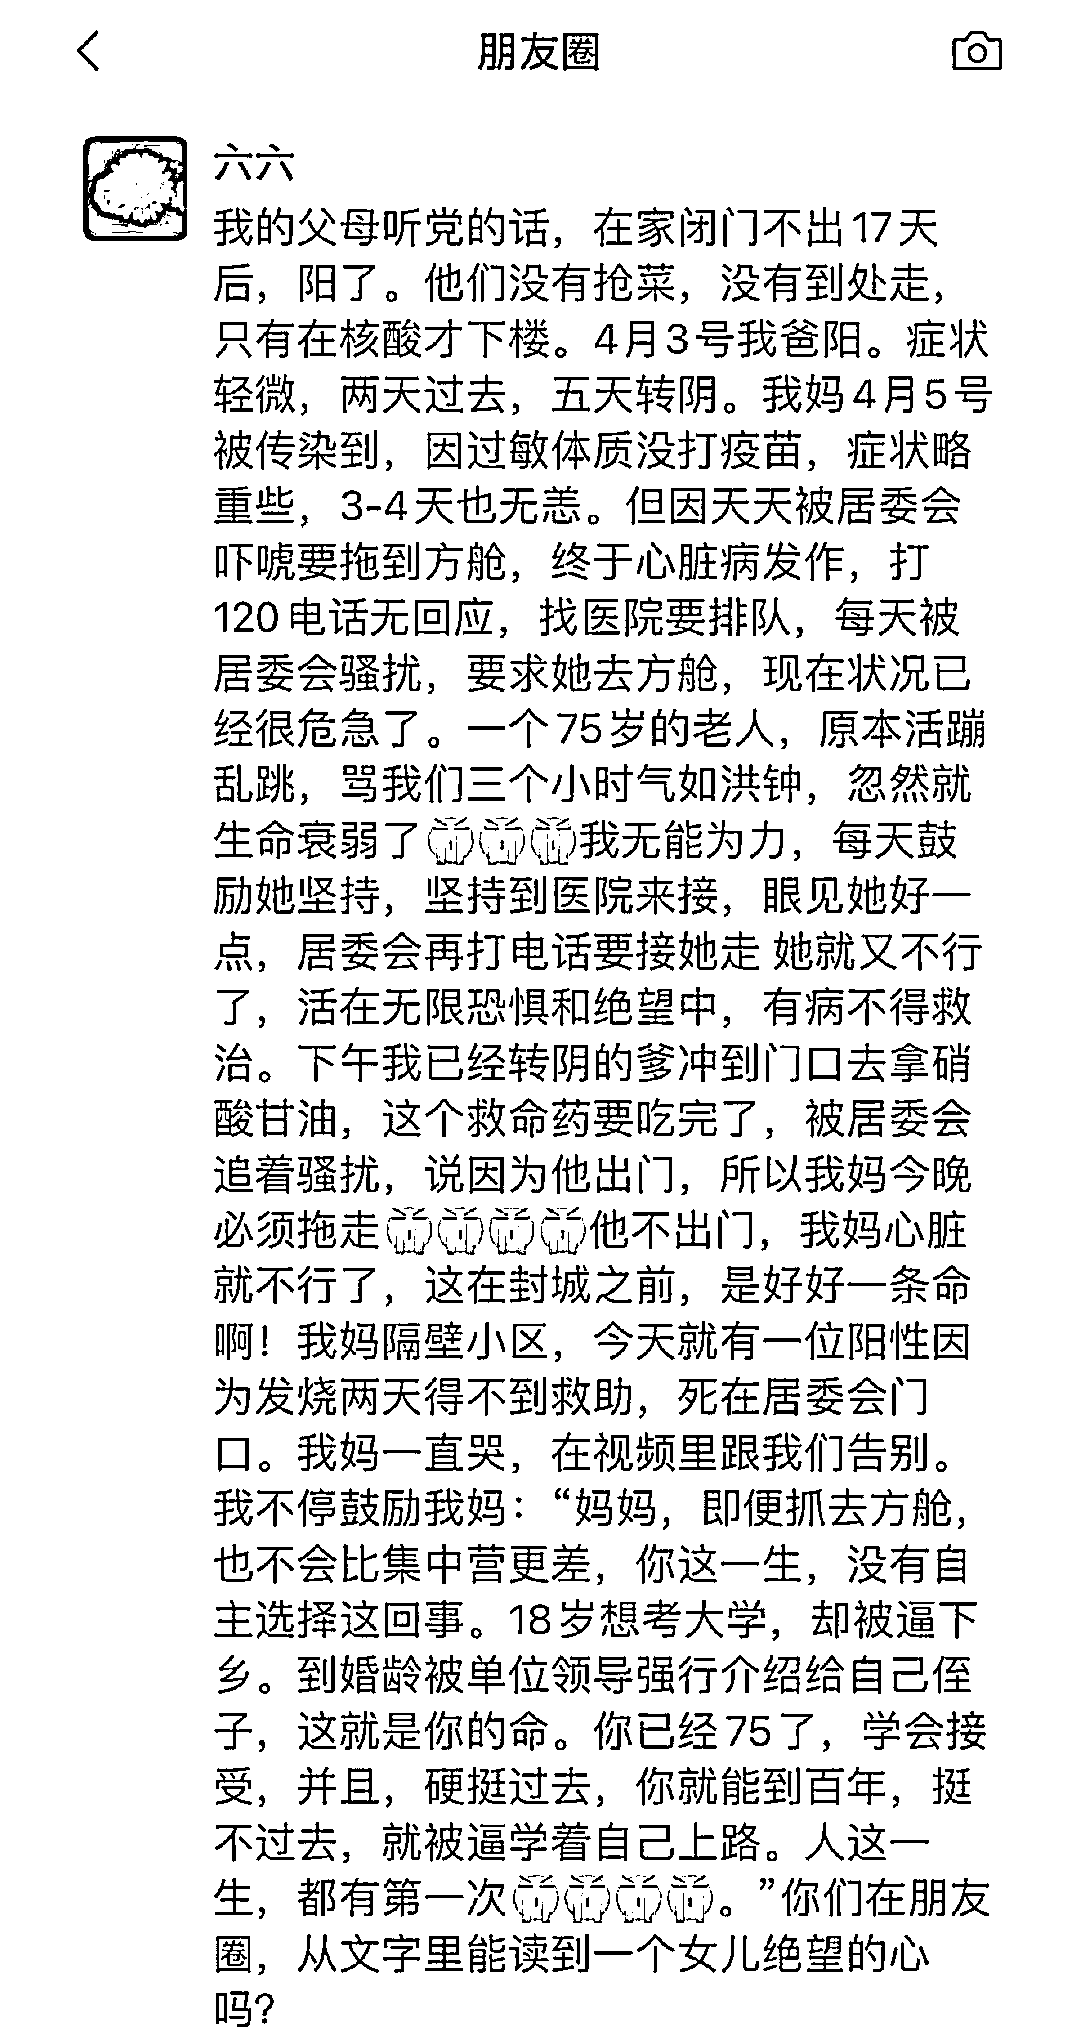 朋友圈
六六
我的父母听党的话，在家闭门不出17天
后，阳了。他们没有抢菜，没有到处走，
只有在核酸才下楼。4月3号我爸阳。症状
轻微，两天过去，五天转阴。我妈4月5号
被传染到，因过敏体质没打疫苗，症状略
重些，3-4天也无恙。但因天天被居委会
吓唬要拖到方舱，终于心脏病发作，打
120电话无回应，找医院要排队，每天被
居委会骚扰，要求她去方舱，现在状况已
经很危急了。一个75岁的老人，原本活蹦
乱跳，骂我们三个小时气如洪钟，忽然就
生命衰弱了我无能为力，每天鼓
励她坚持，坚持到医院来接，眼见她好一
点，居委会再打电话要接她走 她就又不行
了，活在无限恐惧和绝望中，有病不得救
治。下午我已经转阴的爹冲到门口去拿硝
酸甘油，这个救命药要吃完了，被居委会
追着骚扰，说因为他出门，所以我妈今晚
必须拖走他不出门，我妈心脏
就不行了，这在封城之前，是好好一条命
啊！我妈隔壁小区，今天就有一位阳性因
为发烧两天得不到救助，死在居委会门
口。我妈一直哭，在视频里跟我们告别。
我不停鼓励我妈：“妈妈，即便抓去方舱，
也不会比集中营更差，你这一生，没有自
主选择这回事。18岁想考大学，却被逼下
乡。到婚龄被单位领导强行介绍给自己侄
子，这就是你的命。你已经75了，学会接
受，并且，硬挺过去，你就能到百年，挺
不过去，就被逼学着自己上路。人这一
生，都有第一次。”你们在朋友
圈，从文字里能读到一个女儿绝望的心
吗?